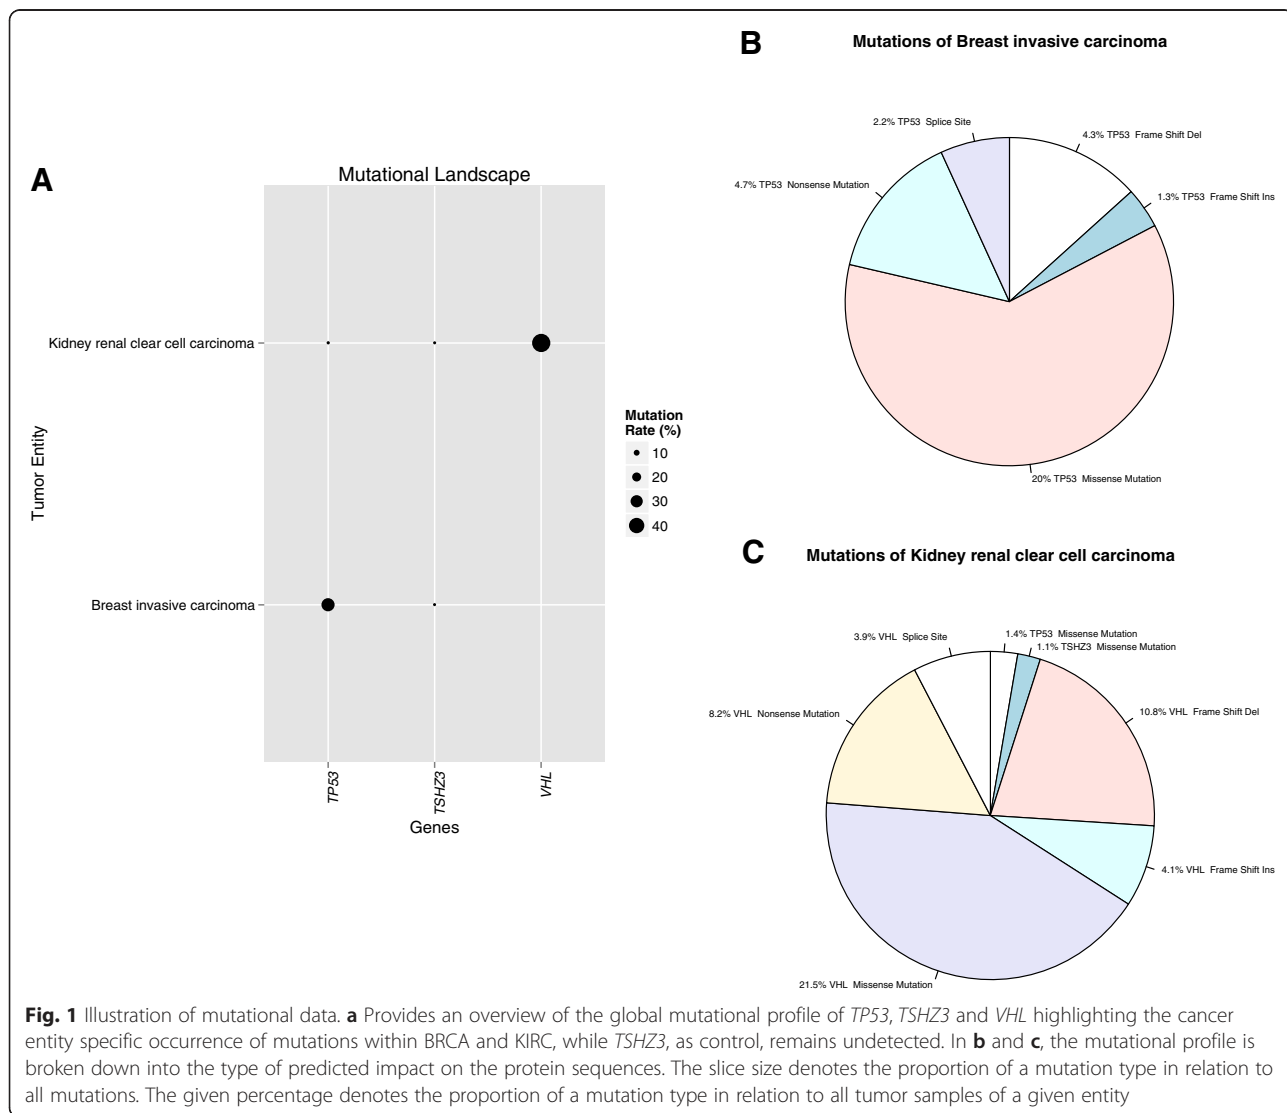 A
Mutational Landscape
Kidney renal clear cell carcinoma
Breast invasive carcinoma
Tumor Entity
TP53
TSHZ3
VHL
Genes
Mutation
Rate (%)
10
20
30
40
B
Mutations of Breast invasive carcinoma
2.2% TP53 Splice Site
4.3% TP53 Frame Shift Del
4.7% TP53 Nonsense Mutation
1.3% TP53 Frame Shift Ins
20% TP53 Missense Mutation
C
Mutations of Kidney renal clear cell carcinoma
3.9% VHL Splice Site
1.4% TP53 Missense Mutation
1.1% TSHZ3 Missense Mutation
8.2% VHL Nonsense Mutation
10.8% VHL Frame Shift Del
4.1% VHL Frame Shift Ins
21.5% VHL Missense Mutation
Fig. 1 Illustration of mutational data. a Provides an overview of the global mutational profile of TP53, TSHZ3 and VHL highlighting the cancer
entity specific occurrence of mutations within BRCA and KIRC, while TSHZ3, as control, remains undetected. In b and c, the mutational profile is
broken down into the type of predicted impact on the protein sequences. The slice size denotes the proportion of a mutation type in relation to
all mutations. The given percentage denotes the proportion of a mutation type in relation to all tumor samples of a given entity